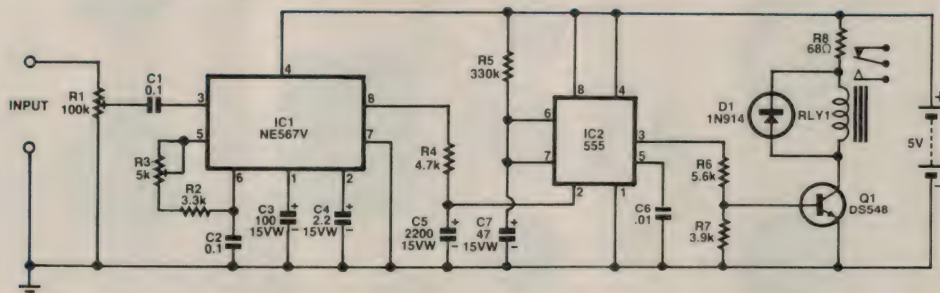 INPUT
R1
100k
C1
0.1
3
5
R3
5k
R2
3.3k
6
C2
0.1
4
IC1
NE567V
1
2
8
7
C3
100
15VW
+
-
C4
2.2
15VW
+
-
R4
4.7k
C5
2200
15VW
+
-
R5
330k
6
7
C7
47
15VW
+
-
8
4
IC2
555
3
5
2
1
C6
.01
R6
5.6k
R7
3.9k
D1
1N914
R8
68Ω
RLY1
Q1
DS548
+
5V
-